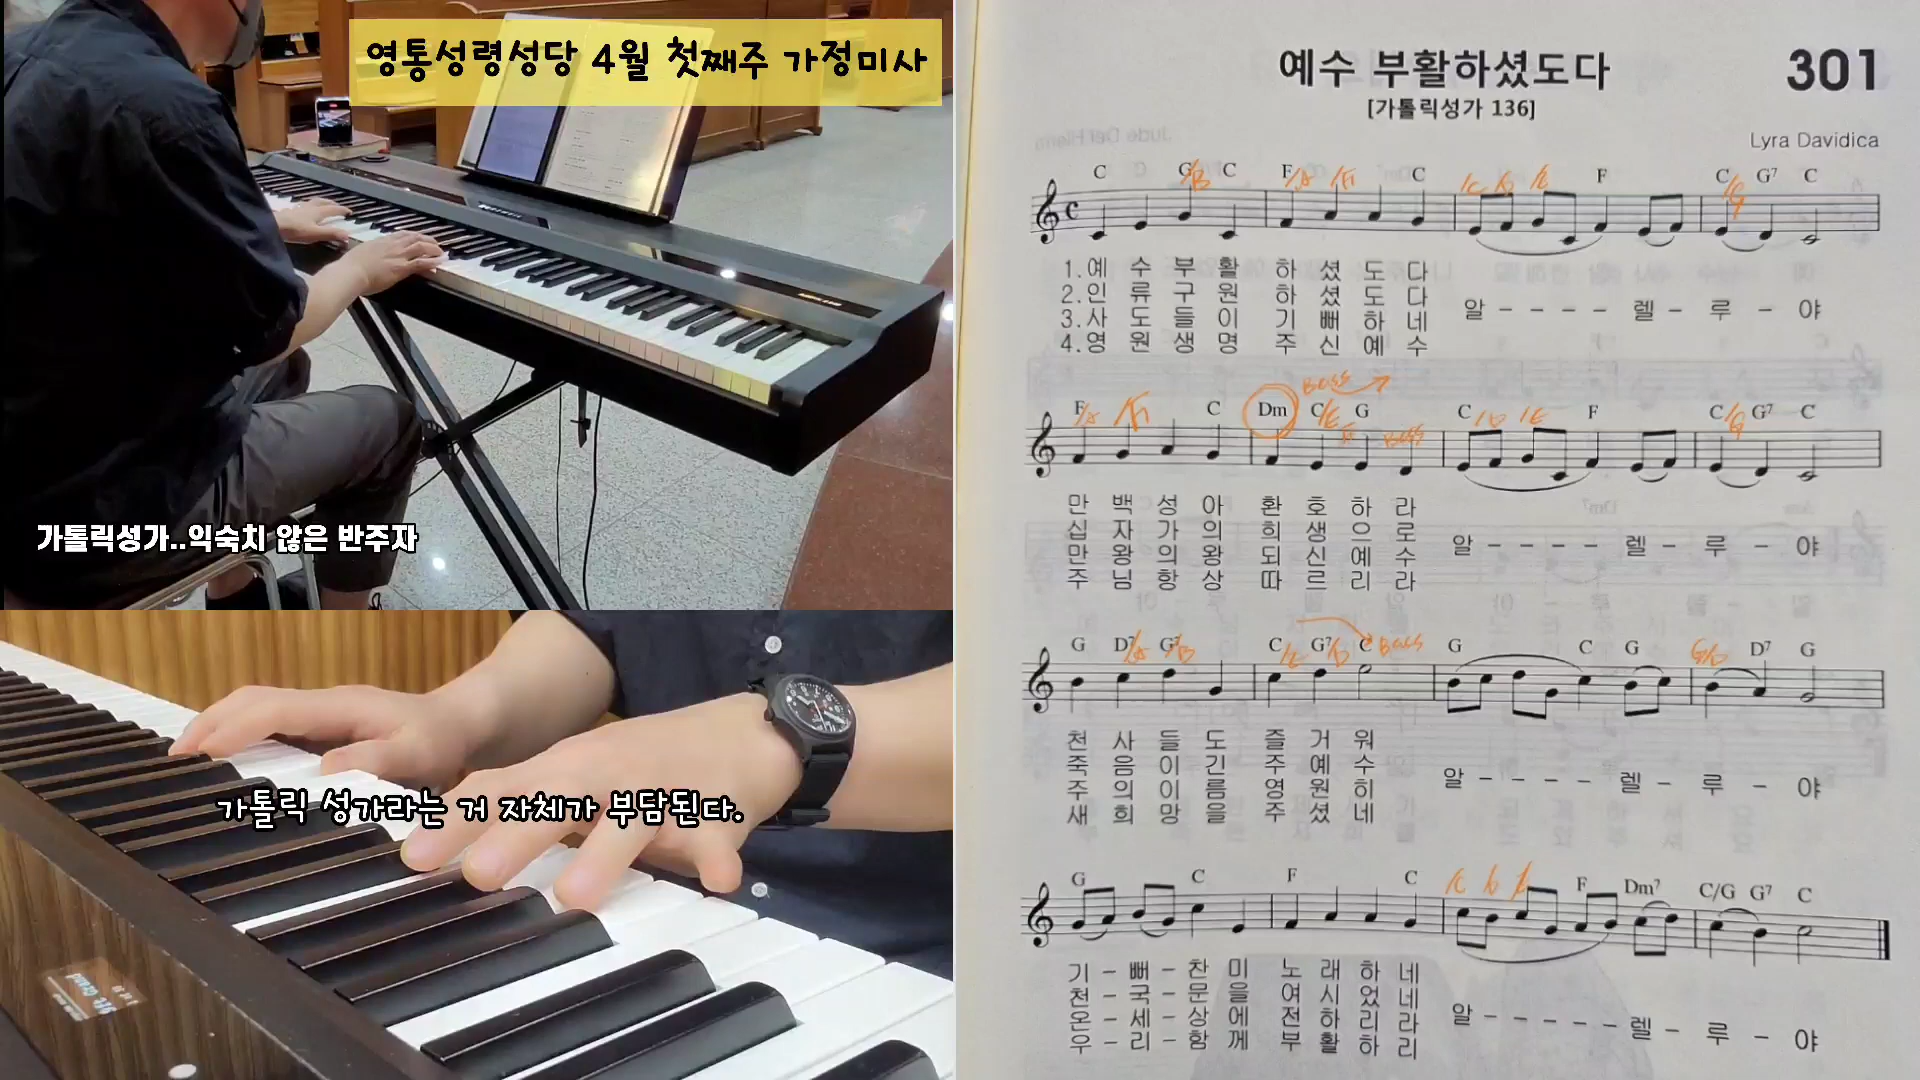 영통성령성당 4월 첫째주 가정미사
가톨릭성가..익숙치 않은 반주자
가톨릭 성가라는 거 자체가 부담된다.
예수 부활하셨도다
301
[가톨릭성가 136]
Lyra Davidica
C G/B C F/A /F C /C /D /E F C/G G7 C
1.예 수 부 활 하 셨 도 다
2.인 류 구 원 하 셨 도 다
3.사 도 들 이 기 뻐 하 네
4.영 원 생 명 주 신 예 수
알 - - - - 렐 - 루 - 야
Bass
F/A /F C Dm C/E G Bass C /D /E F C/G G7 C
만 백 성 아 환 호 하 라
십 자 가 의 희 생 으 로
만 왕 의 왕 되 신 예 수
주 님 항 상 따 르 리 라
알 - - - - 렐 - 루 - 야
G D7/A G/B C/E G7/D C Bass G C G G/D D7 G
천 사 들 도 즐 거 워
죽 음 이 긴 주 예 수
주 의 이 름 영 원 히
새 희 망 을 주 셨 네
알 - - - - 렐 - 루 - 야
G C F C /C F Dm7 C/G G7 C
기 - 뻐 - 찬 미 노 래 하 네
천 - 국 - 문 을 여 시 었 네
온 - 세 - 상 에 전 하 리 라
우 - 리 - 함 께 부 활 하 리
알 - - - - - 렐 - 루 - 야